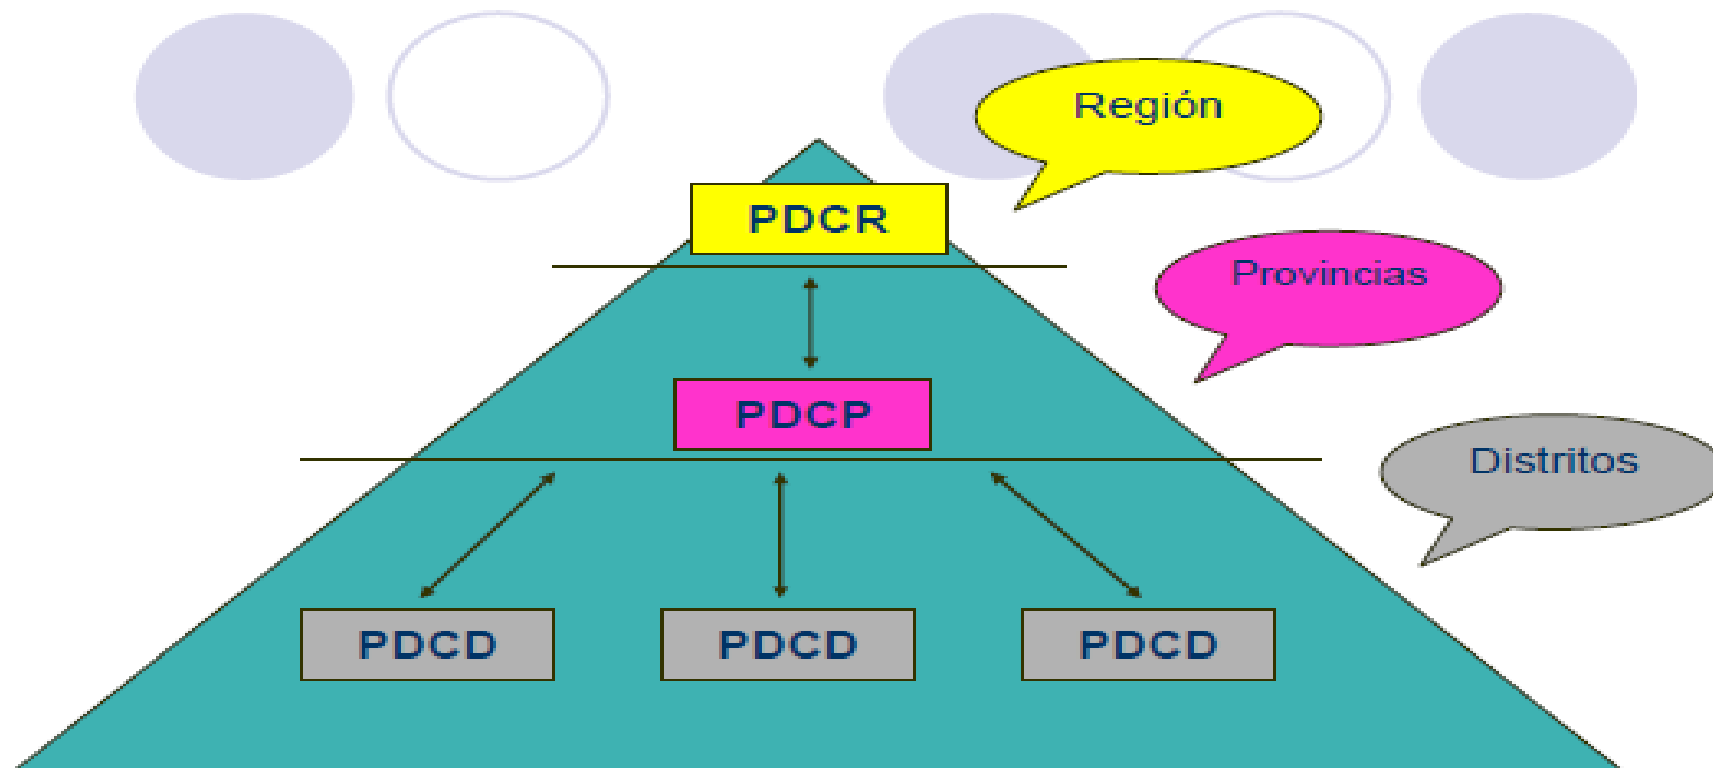 Región
PDCR
Provincias
PDCP
Distritos
PDCD
PDCD
PDCD